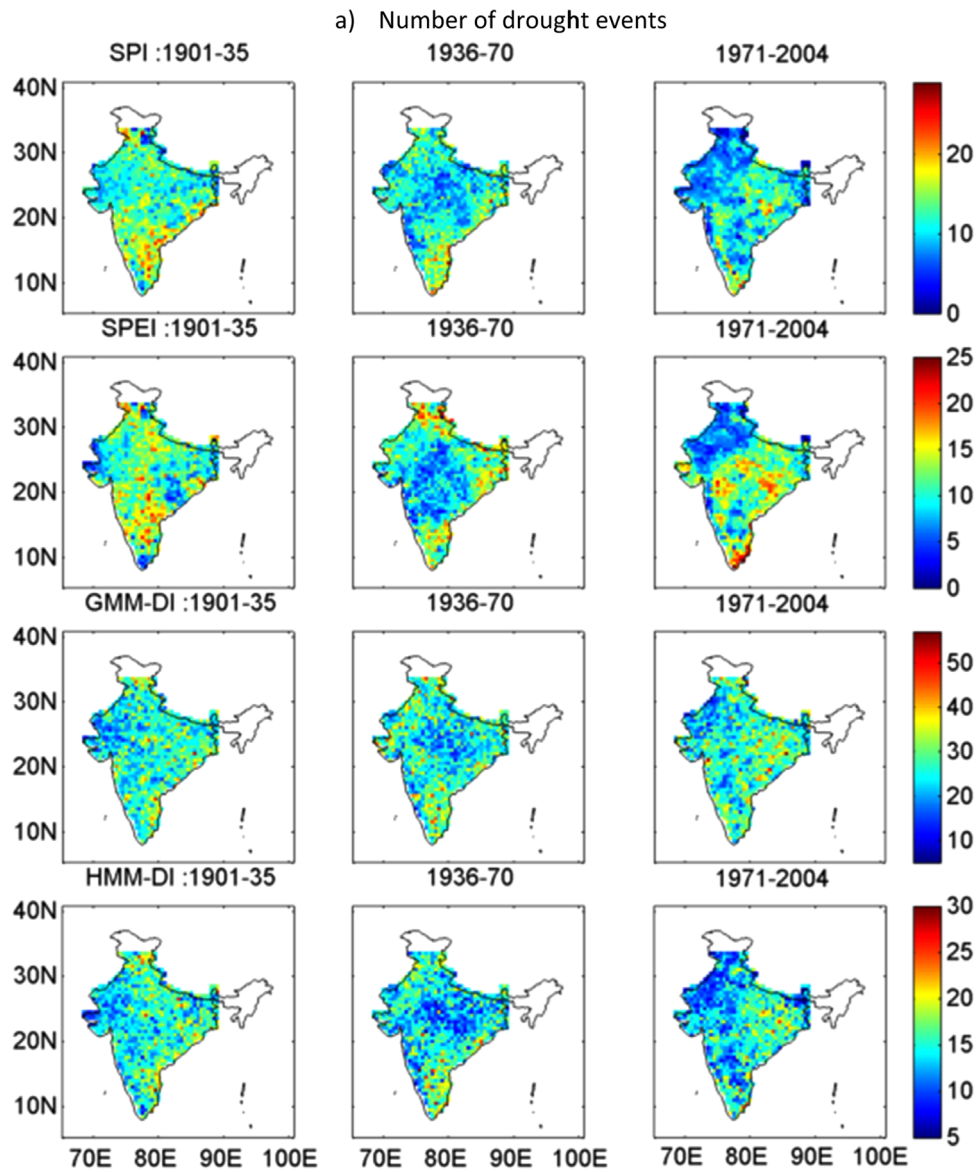 a) Number of drought events
SPI :1901-35 1936-70 1971-2004
40N
30N
20N
10N
20
10
0
SPEI :1901-35 1936-70 1971-2004
40N
30N
20N
10N
25
20
15
10
5
0
GMM-DI :1901-35 1936-70 1971-2004
40N
30N
20N
10N
50
40
30
20
10
HMM-DI :1901-35 1936-70 1971-2004
40N
30N
20N
10N
30
25
20
15
10
5
70E 80E 90E 100E 70E 80E 90E 100E 70E 80E 90E 100E